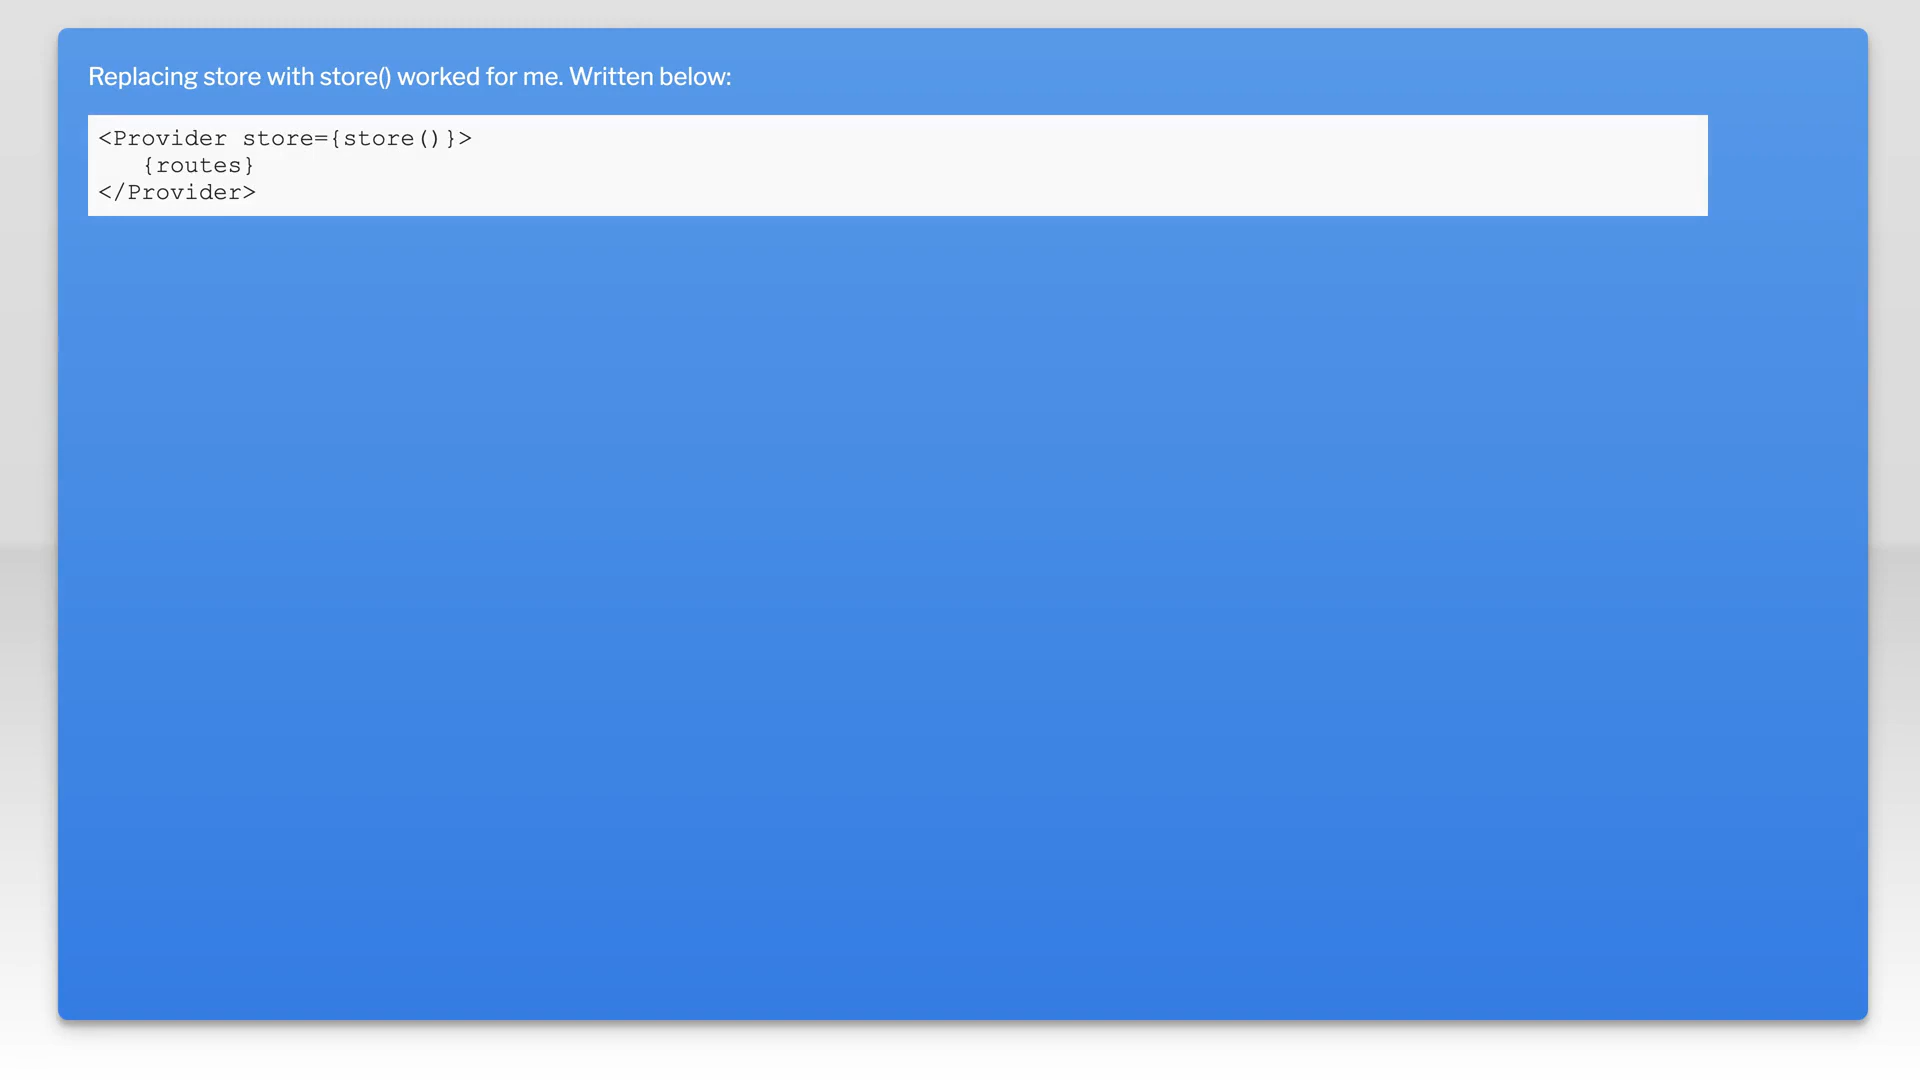 Replacing store with store() worked for me. Written below:
<Provider store={store()}>
   {routes}
</Provider>